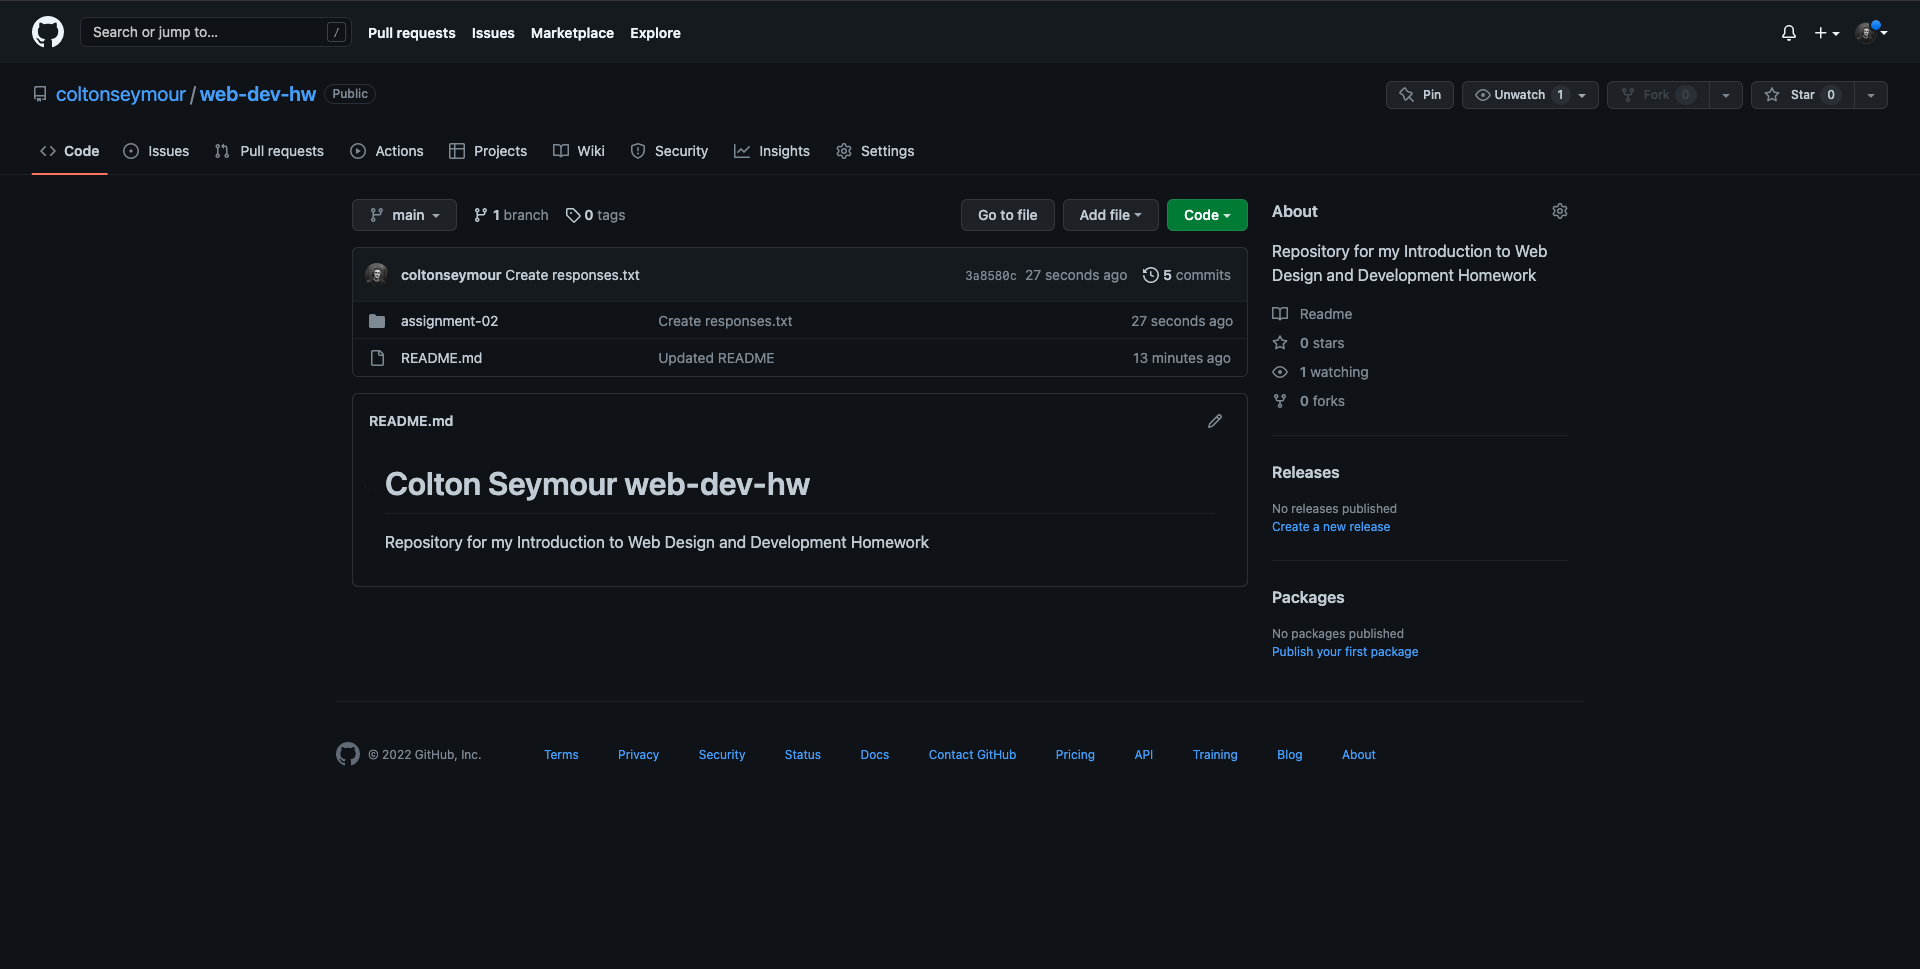 Search or jump to... /
Pull requests Issues Marketplace Explore
coltonseymour / web-dev-hw Public
Pin Unwatch 1 Fork 0 Star 0
Code Issues Pull requests Actions Projects Wiki Security Insights Settings
main 1 branch 0 tags Go to file Add file Code
coltonseymour Create responses.txt 3a8580c 27 seconds ago 5 commits
assignment-02 Create responses.txt 27 seconds ago
README.md Updated README 13 minutes ago
README.md
Colton Seymour web-dev-hw
Repository for my Introduction to Web Design and Development Homework
About
Repository for my Introduction to Web
Design and Development Homework
Readme
0 stars
1 watching
0 forks
Releases
No releases published
Create a new release
Packages
No packages published
Publish your first package
© 2022 GitHub, Inc. Terms Privacy Security Status Docs Contact GitHub Pricing API Training Blog About